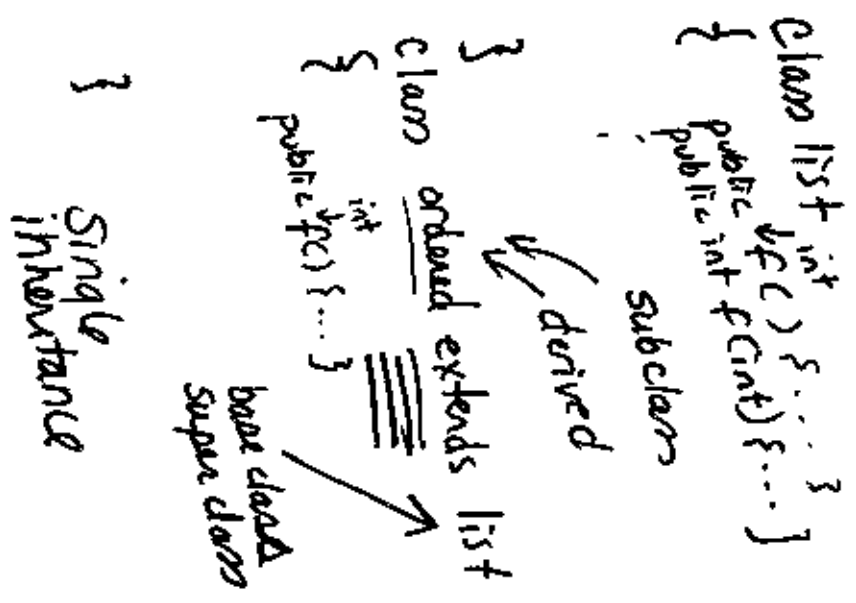 class list
{
int
public f() {....}
public int f(int) {...}
}
subclass
derived
class ordered extends list
{
int
public f() {...}
base class
super class
}
Single
inheritance